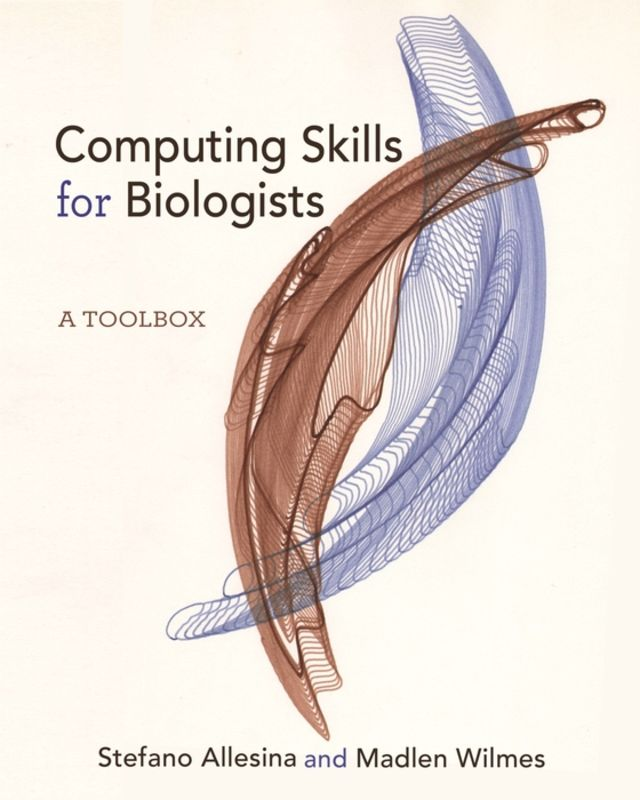 Computing Skills
for Biologists
A TOOLBOX
Stefano Allesina and Madlen Wilmes